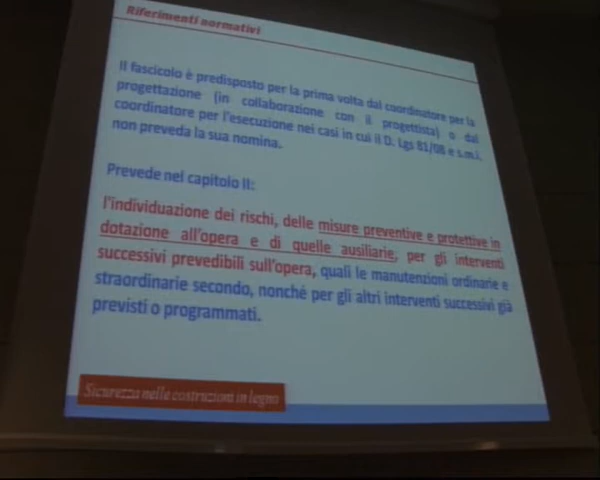 Riferimenti normativi
Il fascicolo è predisposto per la prima volta dal coordinatore per la
progettazione (in collaborazione con il progettista) o dal
coordinatore per l'esecuzione nei casi in cui il D. Lgs 81/08 e s.m.i.
non preveda la sua nomina.
Prevede nel capitolo II:
l'individuazione dei rischi, delle misure preventive e protettive in
dotazione all'opera e di quelle ausiliarie, per gli interventi
successivi prevedibili sull'opera, quali le manutenzioni ordinarie e
straordinarie secondo, nonché per gli altri interventi successivi già
previsti o programmati.
Sicurezza nelle costruzioni in legno